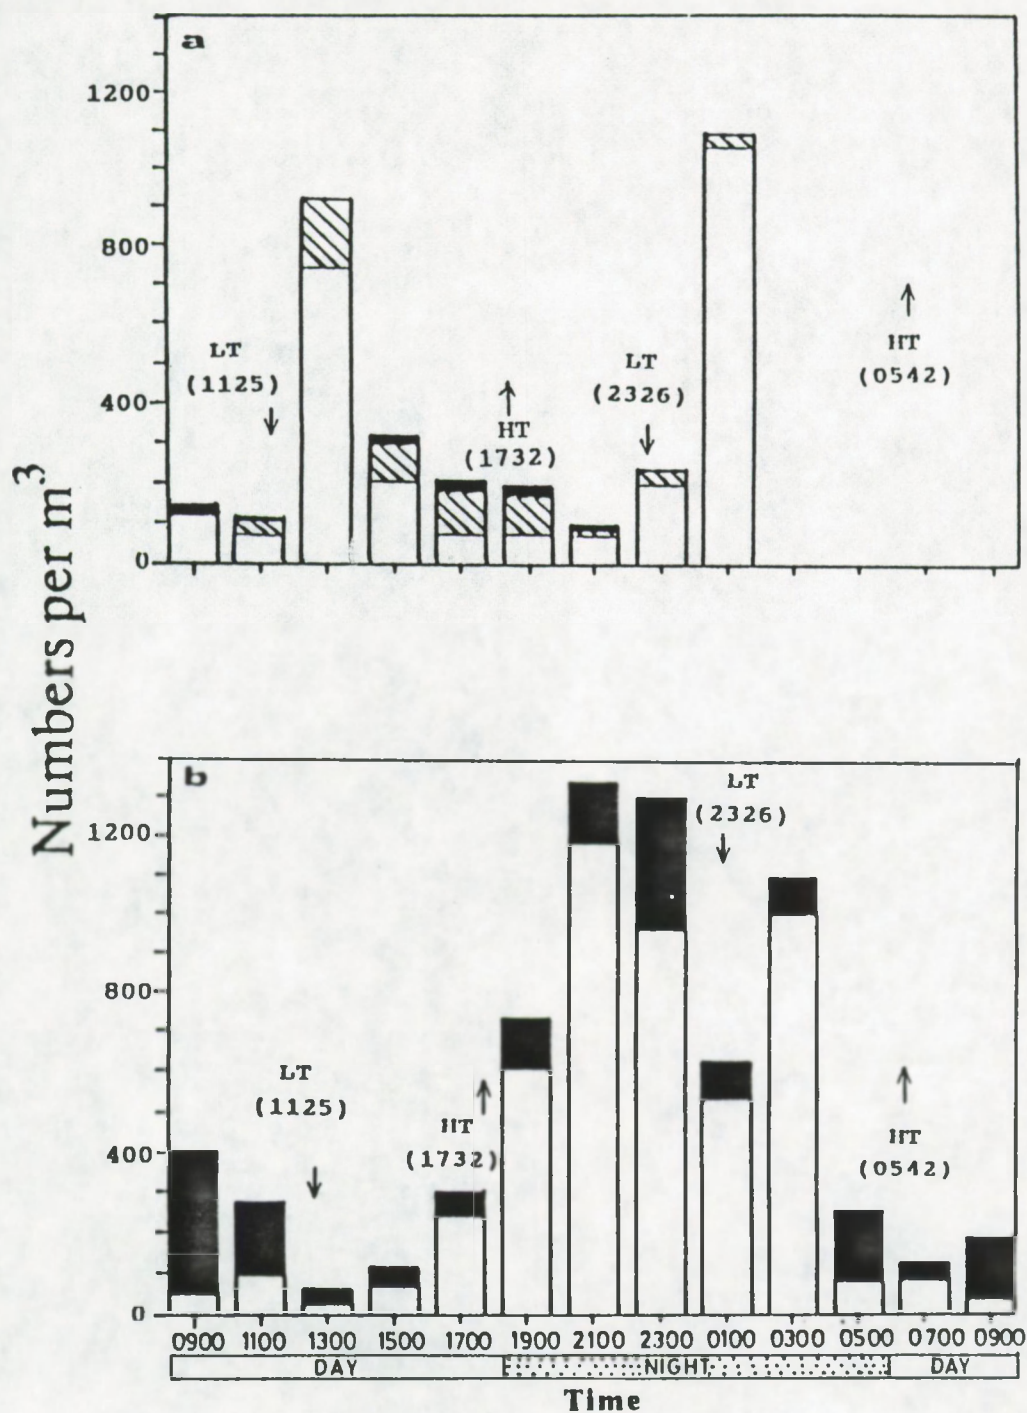 a
1200
800
400
0
LT
(1125)
HT
(1732)
LT
(2326)
HT
(0542)
Numbers per m.3
b
1200
800
400
0
LT
(1125)
HT
(1732)
LT
(2326)
HT
(0542)
0900 1100 1300 1500 1700 1900 2100 2300 0100 0300 0500 0700 0900
DAY NIGHT DAY
Time